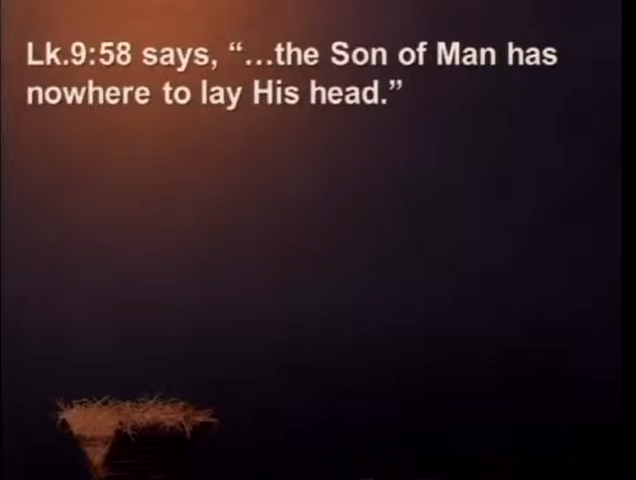 Lk.9:58 says, “…the Son of Man has
nowhere to lay His head.”